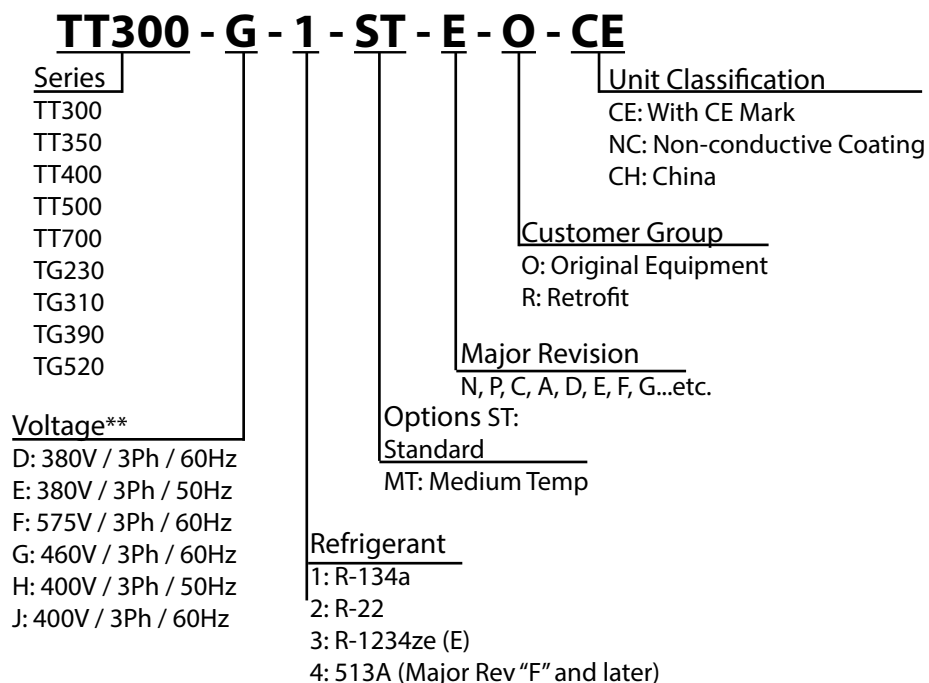 TT300 - G - 1 - ST - E - O - CE
Series
TT300
TT350
TT400
TT500
TT700
TG230
TG310
TG390
TG520
Voltage**
D: 380V / 3Ph / 60Hz
E: 380V / 3Ph / 50Hz
F: 575V / 3Ph / 60Hz
G: 460V / 3Ph / 60Hz
H: 400V / 3Ph / 50Hz
J: 400V / 3Ph / 60Hz
Refrigerant
1: R-134a
2: R-22
3: R-1234ze (E)
4: 513A (Major Rev "F" and later)
Options ST:
Standard
MT: Medium Temp
Major Revision
N, P, C, A, D, E, F, G...etc.
Customer Group
O: Original Equipment
R: Retrofit
Unit Classification
CE: With CE Mark
NC: Non-conductive Coating
CH: China